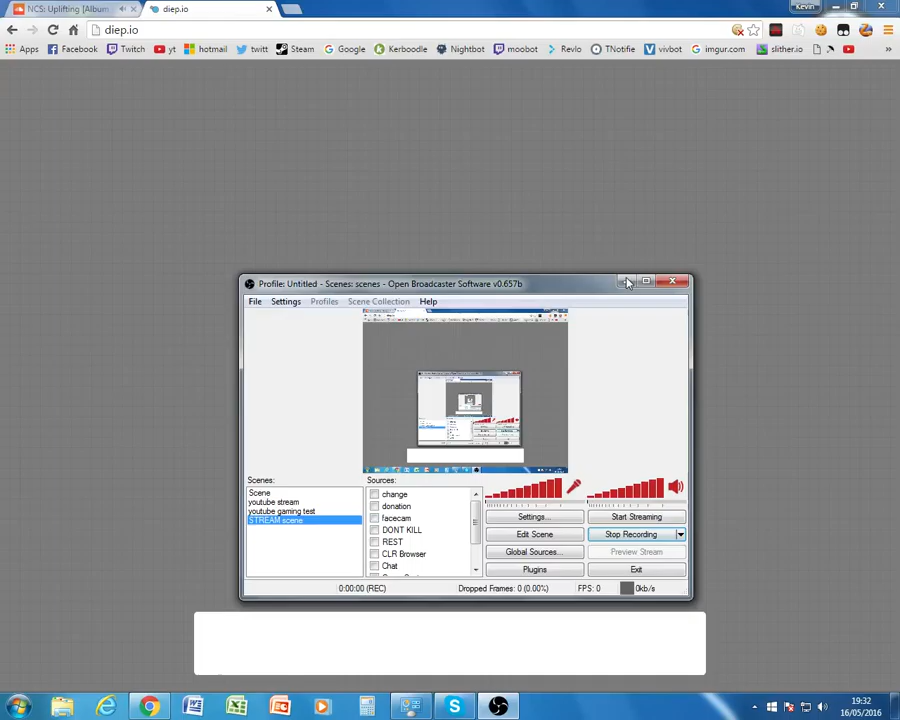 NCS: Uplifting [Album
diep.io
Kevin
diep.io
Apps
Facebook
Twitch
yt
hotmail
twitt
Steam
Google
Kerboodle
Nightbot
moobot
Revlo
TNotifie
vivbot
imgur.com
slither.io
Profile: Untitled - Scenes: scenes - Open Broadcaster Software v0.657b
File
Settings
Profiles
Scene Collection
Help
Scenes:
Scene
youtube stream
youtube gaming test
STREAM scene
Sources:
change
donation
facecam
DONT KILL
REST
CLR Browser
Chat
Settings...
Start Streaming
Edit Scene
Stop Recording
Global Sources...
Preview Stream
Plugins
Exit
0:00:00 (REC)
Dropped Frames: 0 (0.00%)
FPS: 0
0kb/s
19:32
16/05/2016